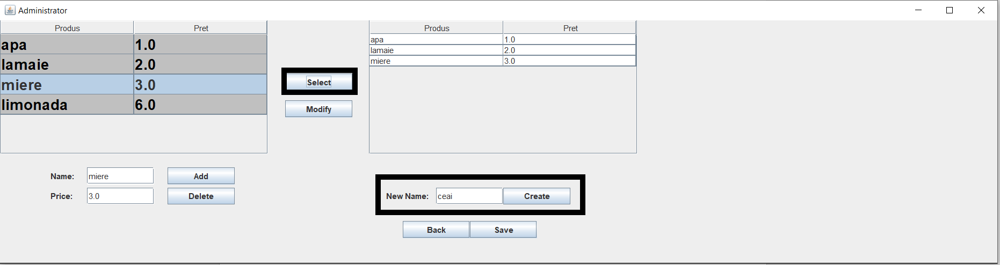 Administrator
Produs Pret
apa 1.0
lamaie 2.0
miere 3.0
limonada 6.0
Select
Modify
Produs Pret
apa 1.0
lamaie 2.0
miere 3.0
Name: miere Add
Price: 3.0 Delete
New Name: ceai Create
Back Save